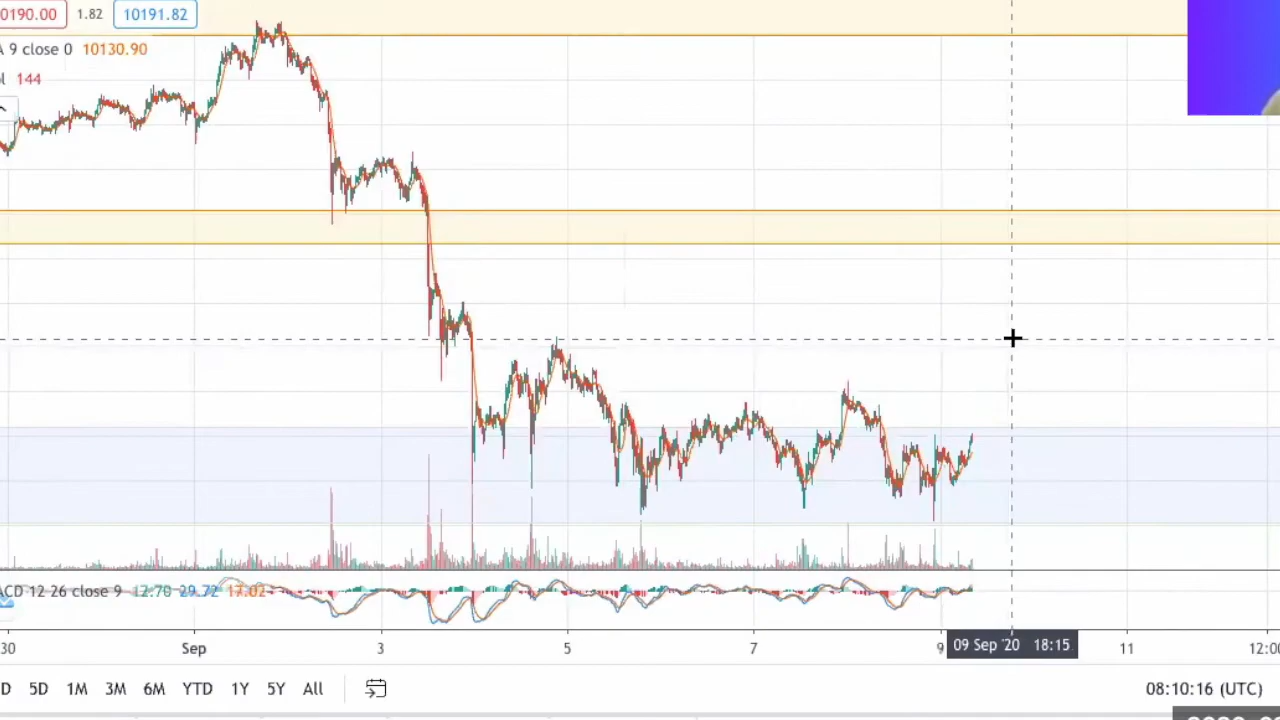 0190.00 1.82 10191.82
A 9 close 0 10130.90
l 144
ACD 12 26 close 9 12.70 29.72 17.02
30 Sep 3 5 7 9 09 Sep '20 18:15 11 12:00
D 5D 1M 3M 6M YTD 1Y 5Y All 08:10:16 (UTC)